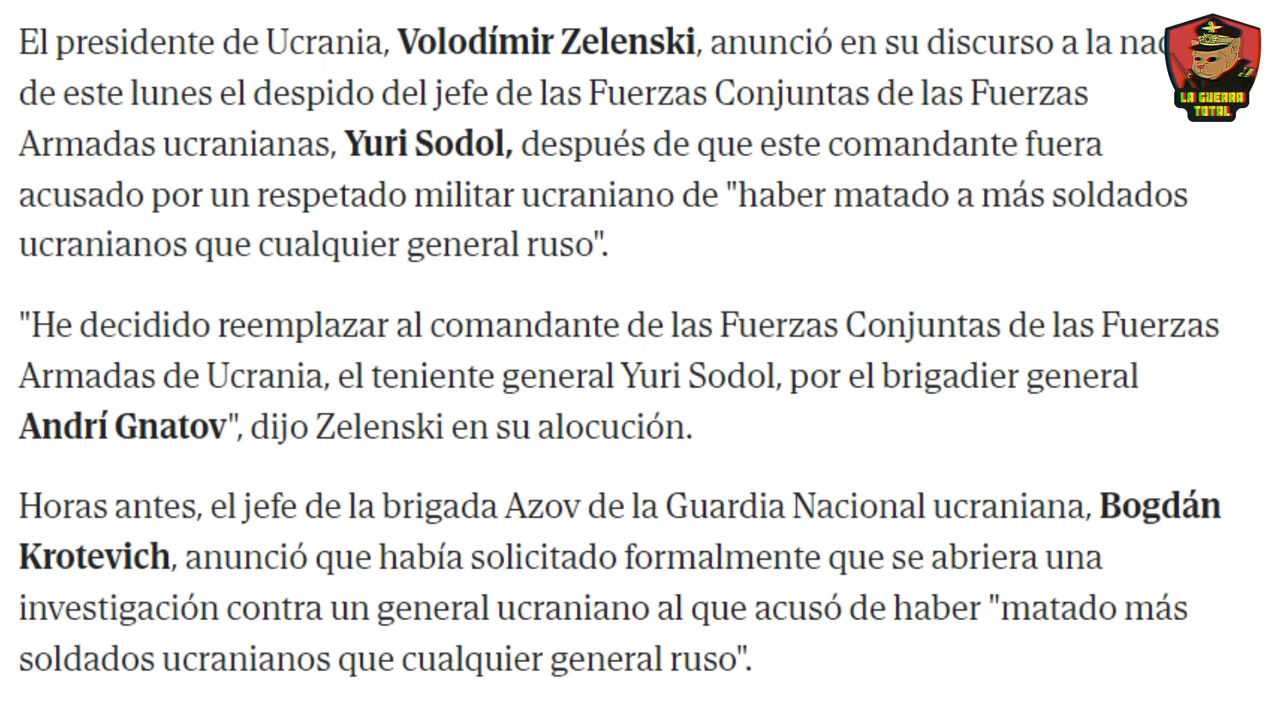 El presidente de Ucrania, Volodímir Zelenski, anunció en su discurso a la
de este lunes el despido del jefe de las Fuerzas Conjuntas de las Fuerzas
Armadas ucranianas, Yuri Sodol, después de que este comandante fuera
acusado por un respetado militar ucraniano de "haber matado a más soldados
ucranianos que cualquier general ruso".
"He decidido reemplazar al comandante de las Fuerzas Conjuntas de las Fuerzas
Armadas de Ucrania, el teniente general Yuri Sodol, por el brigadier general
Andrí Gnatov", dijo Zelenski en su alocución.
Horas antes, el jefe de la brigada Azov de la Guardia Nacional ucraniana, Bogdán
Krotevich, anunció que había solicitado formalmente que se abriera una
investigación contra un general ucraniano al que acusó de haber "matado más
soldados ucranianos que cualquier general ruso".
LA GUERRA
TOTAL